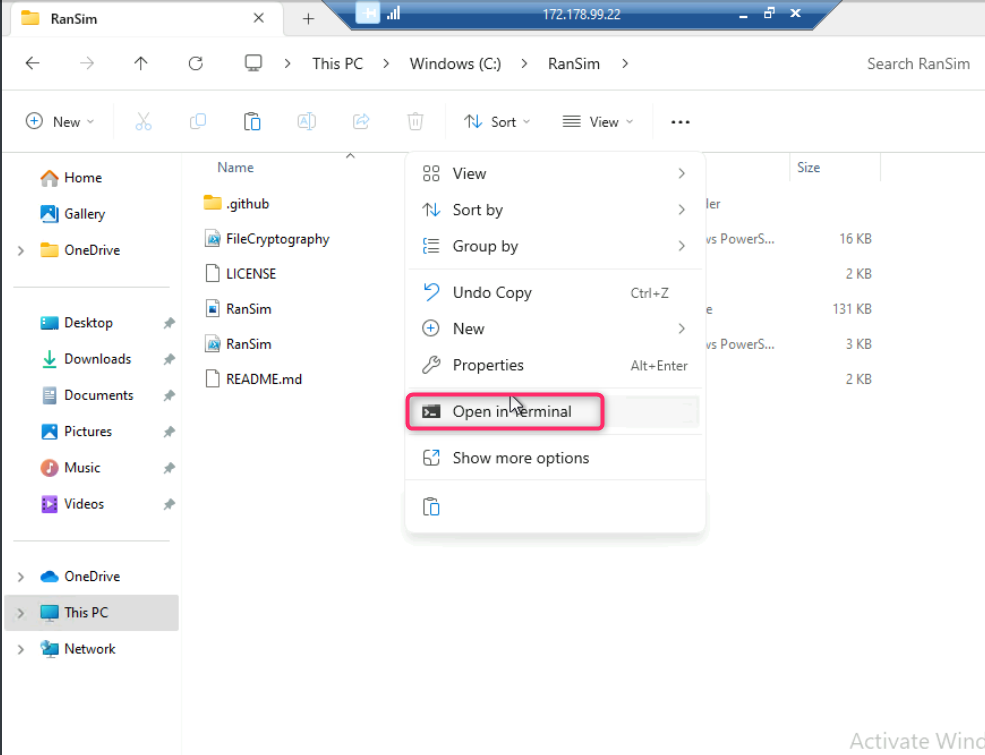 RanSim
172.178.99.22
This PC
Windows (C:)
RanSim
Search RanSim
New
Sort
View
Home
Gallery
OneDrive
Desktop
Downloads
Documents
Pictures
Music
Videos
OneDrive
This PC
Network
Name
Size
.github
FileCryptography
ws PowerS...
16 KB
LICENSE
2 KB
RanSim
131 KB
RanSim
ws PowerS...
3 KB
README.md
2 KB
View
Sort by
Group by
Undo Copy
Ctrl+Z
New
Properties
Alt+Enter
Open in Terminal
Show more options
Activate Wind